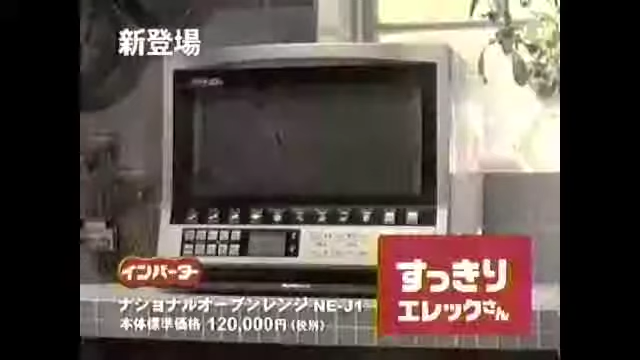 新登場
インバーター
ナショナルオーブンレンジ NE-J1
本体標準価格 120,000円(税別)
すっきり
エレックさん